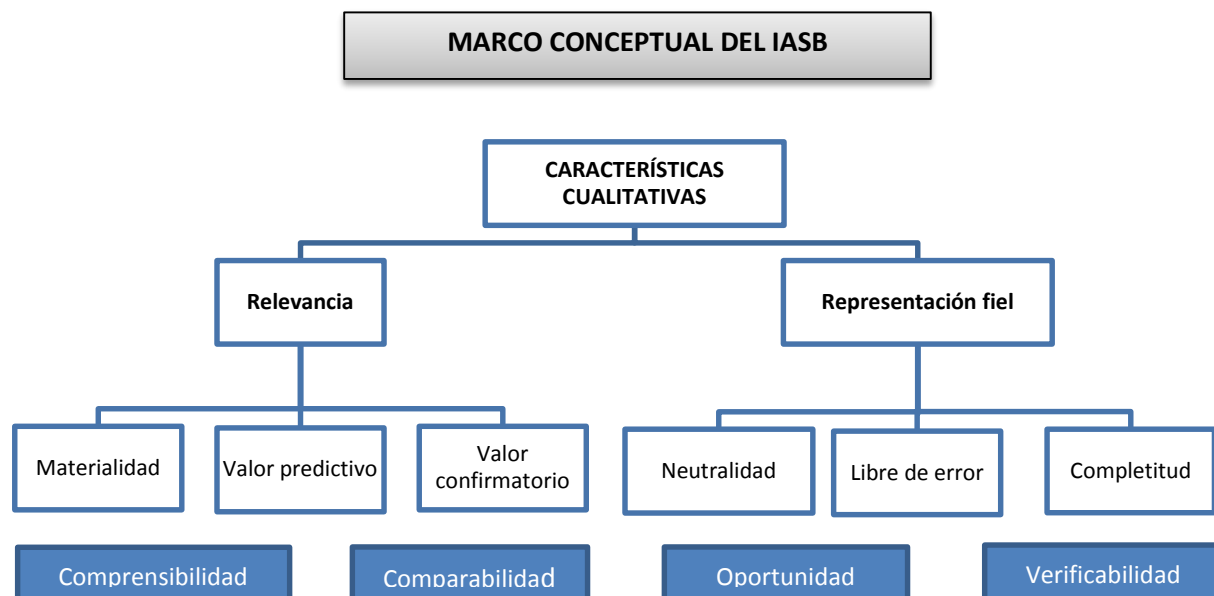 MARCO CONCEPTUAL DEL IASB
CARACTERÍSTICAS
CUALITATIVAS
Relevancia
Representación fiel
Materialidad
Valor predictivo
Valor
confirmatorio
Neutralidad
Libre de error
Completitud
Comprensibilidad
Comparabilidad
Oportunidad
Verificabilidad